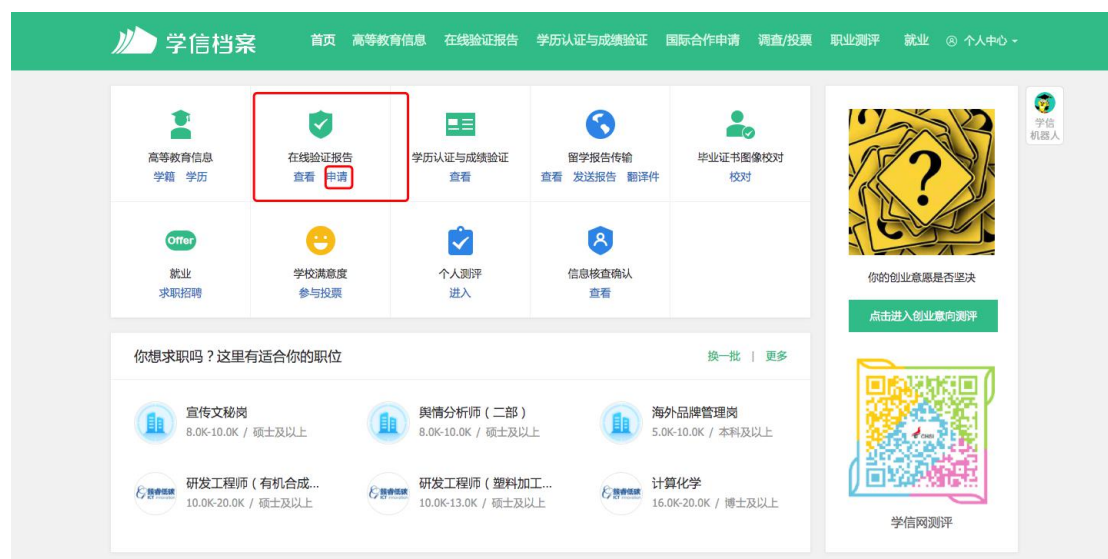 学信档案
首页 高等教育信息 在线验证报告 学历认证与成绩验证 国际合作申请 调查/投票 职业测评 就业 个人中心
高等教育信息
学籍 学历
在线验证报告
查看 申请
学历认证与成绩验证
查看
留学报告传输
查看 发送报告 翻译件
毕业证书图像校对
校对
Offer
就业
求职招聘
学校满意度
参与投票
个人测评
进入
信息核查确认
查看
?
你的创业意愿是否坚决
点击进入创业意向测评
学信
机器人
你想求职吗？这里有适合你的职位
换一批 | 更多
宣传文秘岗
8.0K-10.0K / 硕士及以上
舆情分析师（二部）
8.0K-10.0K / 硕士及以上
海外品牌管理岗
5.0K-10.0K / 本科及以上
研发工程师（有机合成...
10.0K-20.0K / 硕士及以上
研发工程师（塑料加工...
10.0K-13.0K / 硕士及以上
计算化学
16.0K-20.0K / 博士及以上
学信网测评